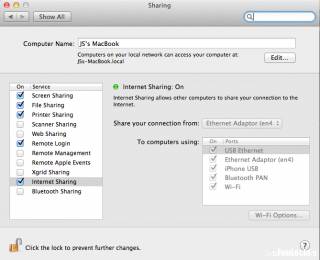 Sharing
Show All
Computer Name: JS's MacBook
Computers on your local network can access your computer at:
JSs-MacBook.local
Edit...
On Service
Screen Sharing
File Sharing
Printer Sharing
Scanner Sharing
Web Sharing
Remote Login
Remote Management
Remote Apple Events
Xgrid Sharing
Internet Sharing
Bluetooth Sharing
Internet Sharing: On
Internet Sharing allows other computers to share your connection to the
Internet.
Share your connection from: Ethernet Adaptor (en4)
To computers using:
On Ports
USB Ethernet
Ethernet Adaptor (en4)
iPhone USB
Bluetooth PAN
Wi-Fi
Wi-Fi Options...
Click the lock to prevent further changes.
?